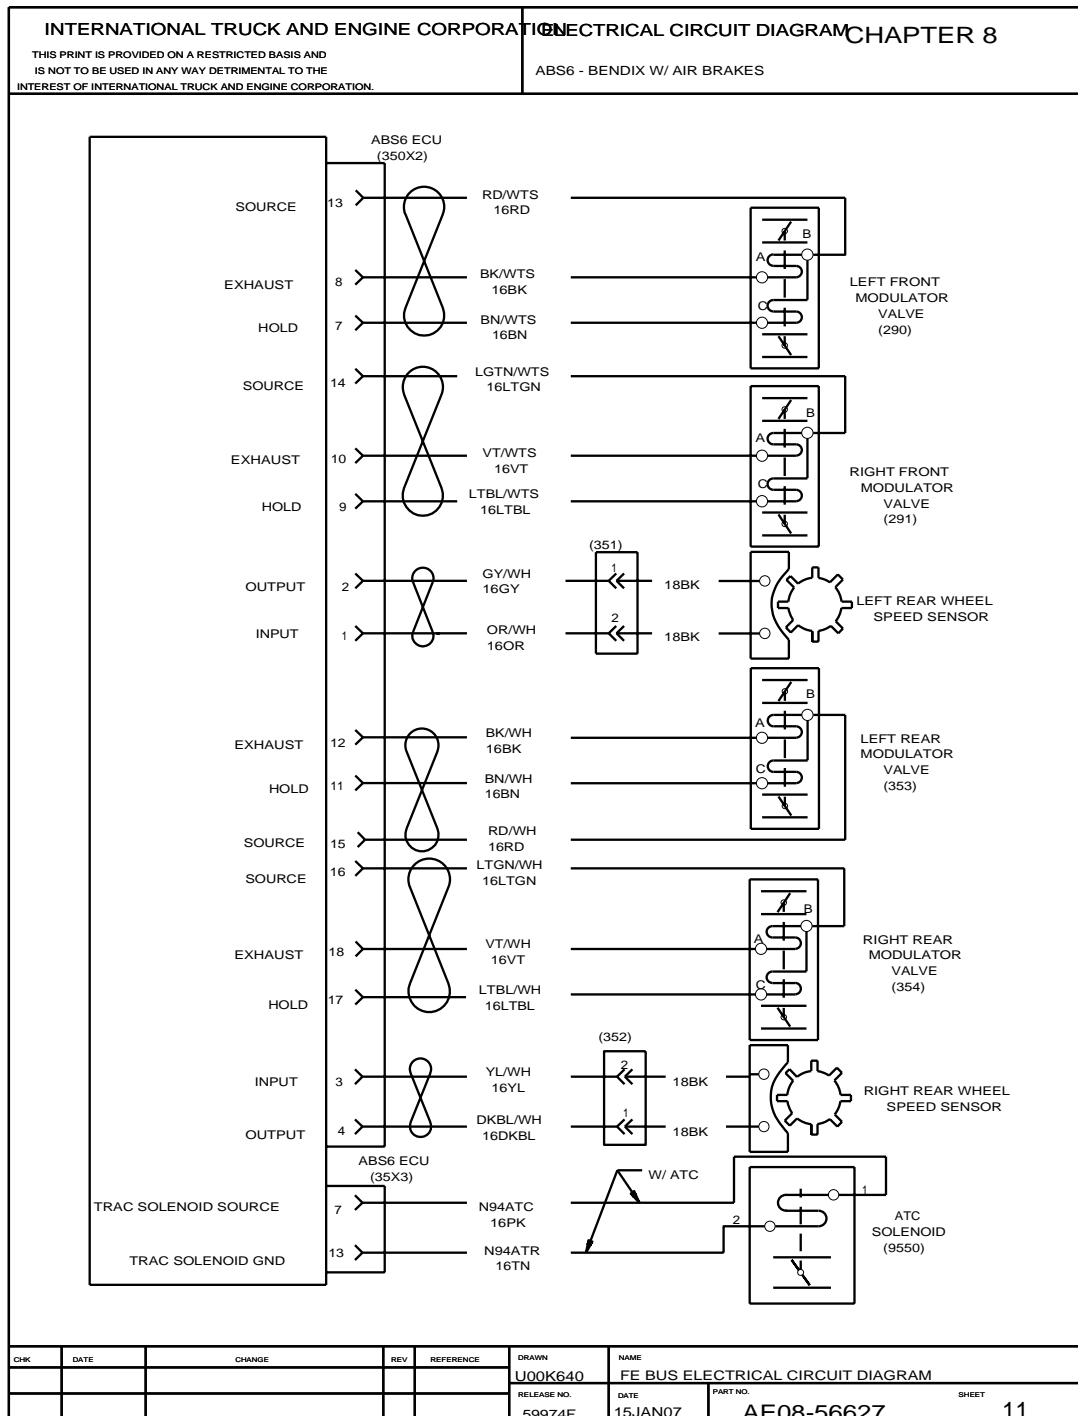 INTERNATIONAL TRUCK AND ENGINE CORPORATION
ELECTRICAL CIRCUIT DIAGRAM
CHAPTER 8
THIS PRINT IS PROVIDED ON A RESTRICTED BASIS AND
IS NOT TO BE USED IN ANY WAY DETRIMENTAL TO THE
INTEREST OF INTERNATIONAL TRUCK AND ENGINE CORPORATION.
ABS6 - BENDIX W/ AIR BRAKES
ABS6 ECU
(350X2)
SOURCE 13 RD/WTS
16RD
EXHAUST 8 BK/WTS
16BK
HOLD 7 BN/WTS
16BN
B
A
C
LEFT FRONT
MODULATOR
VALVE
(290)
SOURCE 14 LGTN/WTS
16LTGN
EXHAUST 10 VT/WTS
16VT
HOLD 9 LTBL/WTS
16LTBL
B
A
C
RIGHT FRONT
MODULATOR
VALVE
(291)
(351)
OUTPUT 2 GY/WH
16GY
1
18BK
INPUT 1 OR/WH
16OR
2
18BK
LEFT REAR WHEEL
SPEED SENSOR
EXHAUST 12 BK/WH
16BK
HOLD 11 BN/WH
16BN
SOURCE 15 RD/WH
16RD
B
A
C
LEFT REAR
MODULATOR
VALVE
(353)
SOURCE 16 LTGN/WH
16LTGN
EXHAUST 18 VT/WH
16VT
HOLD 17 LTBL/WH
16LTBL
B
A
C
RIGHT REAR
MODULATOR
VALVE
(354)
(352)
INPUT 3 YL/WH
16YL
2
18BK
OUTPUT 4 DKBL/WH
16DKBL
1
18BK
RIGHT REAR WHEEL
SPEED SENSOR
ABS6 ECU
(35X3)
W/ ATC
TRAC SOLENOID SOURCE 7 N94ATC
16PK
1
TRAC SOLENOID GND 13 N94ATR
16TN
2
ATC
SOLENOID
(9550)
CHK DATE CHANGE REV REFERENCE
DRAWN
U00K640
NAME
FE BUS ELECTRICAL CIRCUIT DIAGRAM
RELEASE NO.
59974E
DATE
15JAN07
PART NO.
AE08-56627
SHEET
11